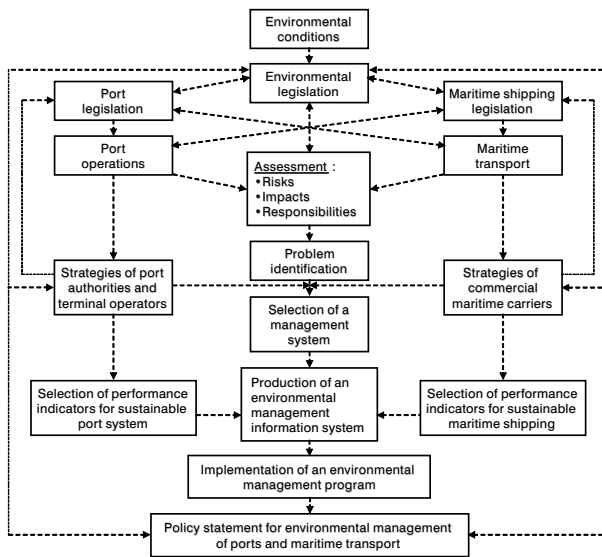 Environmental
conditions
Environmental
legislation
Port
legislation
Maritime shipping
legislation
Port
operations
Maritime
transport
Assessment :
•Risks
•Impacts
•Responsibilities
Problem
identification
Strategies of port
authorities and
terminal operators
Strategies of
commercial
maritime carriers
Selection of a
management
system
Selection of performance
indicators for sustainable
port system
Production of an
environmental
management
information system
Selection of performance
indicators for sustainable
maritime shipping
Implementation of an environmental
management program
Policy statement for environmental management
of ports and maritime transport